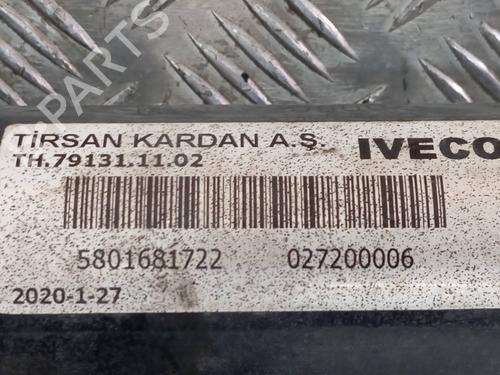 TİRSAN KARDAN A.Ş. IVECO
TH.79131.11.02
5801681722 027200006
2020-1-27
B-PARTS